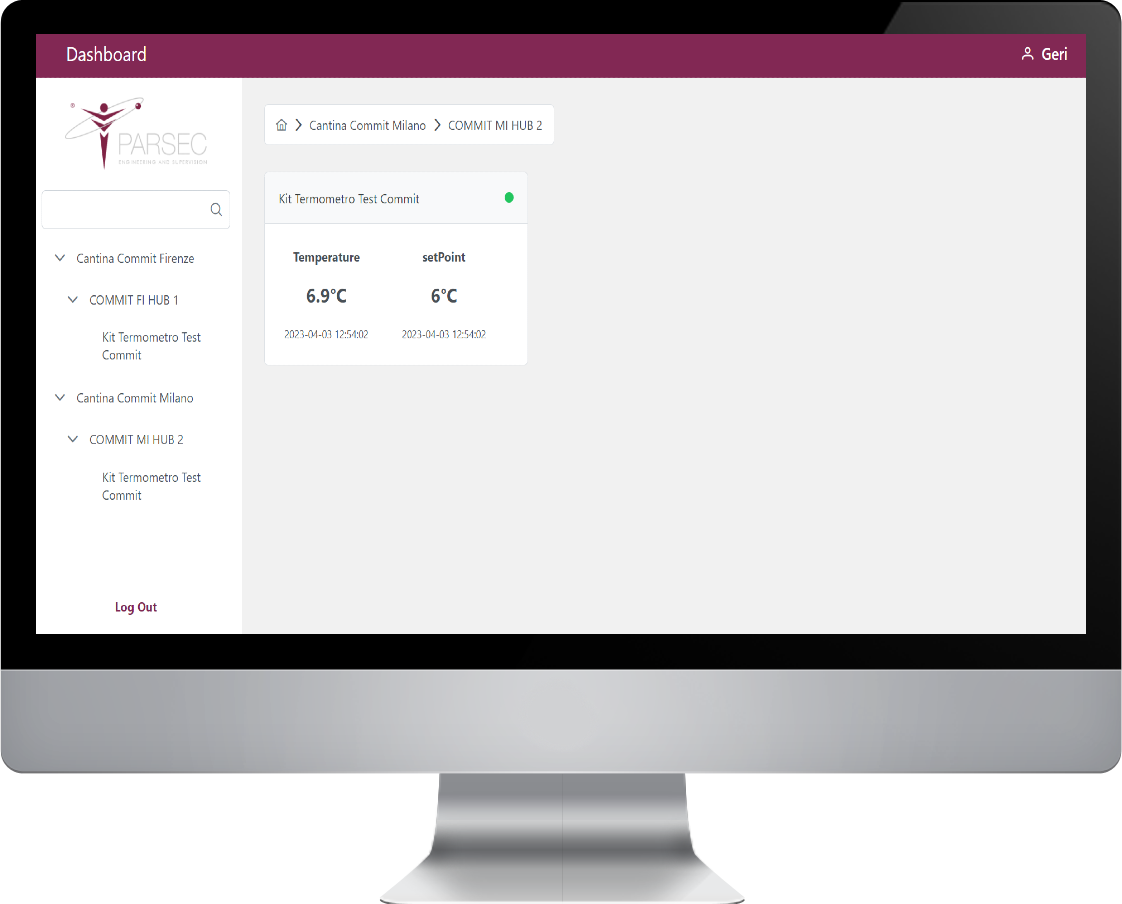 Dashboard
Geri
®
PARSEC
ENGINEERING AND SUPERVISION
Cantina Commit Milano
COMMIT MI HUB 2
Kit Termometro Test Commit
Temperature setPoint
6.9°C 6°C
2023-04-03 12:54:02 2023-04-03 12:54:02
Cantina Commit Firenze
COMMIT FI HUB 1
Kit Termometro Test
Commit
Cantina Commit Milano
COMMIT MI HUB 2
Kit Termometro Test
Commit
Log Out